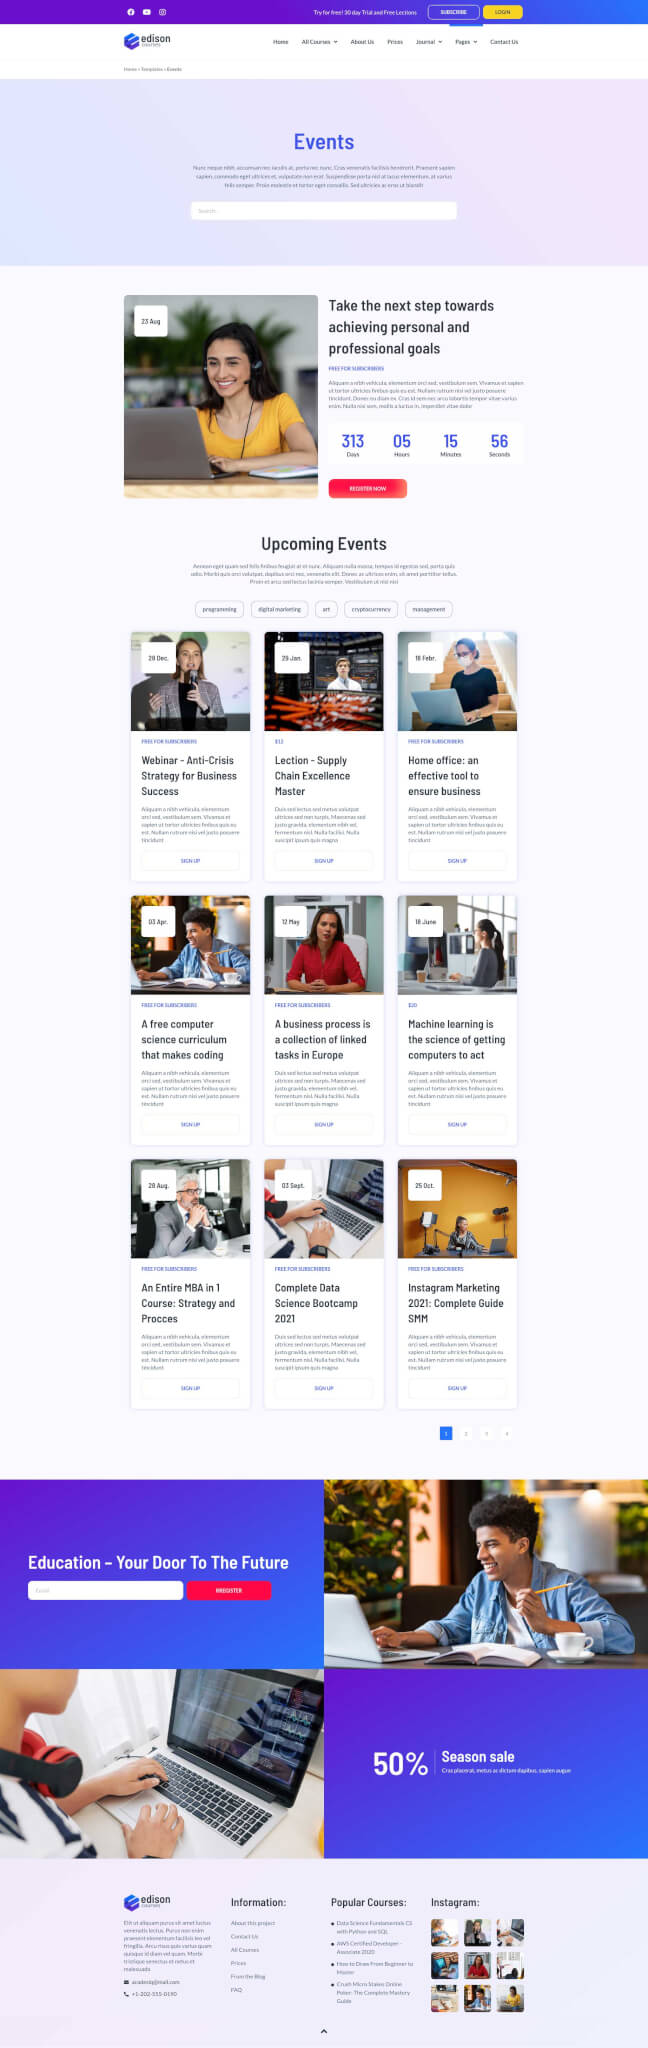 Try for free! 30 day Trial and Free Lections
SUBSCRIBE
LOGIN
edison
courses
Home
All Courses
About Us
Prices
Journal
Pages
Contact Us
Home » Templates » Events
Events
Nunc neque nibh, accumsan nec iaculis at, porta nec nunc. Cras venenatis facilisis hendrerit. Praesent sapien
sapien, commodo eget ultrices et, vulputate non erat. Suspendisse porta nisl at lacus elementum, at varius
felis semper. Proin molestie et tortor eget convallis. Sed ultricies ac eros ut blandit
Search...
23 Aug
Take the next step towards
achieving personal and
professional goals
FREE FOR SUBSCRIBERS
Aliquam a nibh vehicula, elementum orci sed, vestibulum sem. Vivamus et sapien
ut tortor ultricies finibus quis eu est. Nullam rutrum nisi vel justo posuere
tincidunt. Donec eu diam ex. Cras id sem nec arcu lobortis tempor vitae varius
enim. Nulla nisi sem, mollis a luctus in, imperdiet vitae dolor
313
05
15
56
Days
Hours
Minutes
Seconds
REGISTER NOW
Upcoming Events
Aenean eget quam sed felis finibus feugiat at et nunc. Aliquam nulla massa, tempus id egestas sed, porta quis
odio. Morbi quis orci volutpat, dapibus orci nec, venenatis elit. Donec ac ultrices enim, sit amet porttitor tellus.
Proin et arcu sed lectus lacinia semper. Vestibulum ut nisi nisl
programming
digital marketing
art
cryptocurrency
management
28 Dec.
29 Jan.
18 Febr.
FREE FOR SUBSCRIBERS
$12
FREE FOR SUBSCRIBERS
Webinar - Anti-Crisis
Strategy for Business
Success
Lection - Supply
Chain Excellence
Master
Home office: an
effective tool to
ensure business
Aliquam a nibh vehicula, elementum
orci sed, vestibulum sem. Vivamus et
sapien ut tortor ultricies finibus quis eu
est. Nullam rutrum nisi vel justo posuere
tincidunt
Duis sed lectus sed metus volutpat
ultrices sed non turpis. Maecenas sed
justo gravida, elementum nibh vel,
fermentum nisl. Nulla facilisi. Nulla
suscipit ipsum quis magna
Aliquam a nibh vehicula, elementum
orci sed, vestibulum sem. Vivamus et
sapien ut tortor ultricies finibus quis eu
est. Nullam rutrum nisi vel justo posuere
tincidunt
SIGN UP
SIGN UP
SIGN UP
03 Apr.
12 May
18 June
FREE FOR SUBSCRIBERS
FREE FOR SUBSCRIBERS
$20
A free computer
science curriculum
that makes coding
A business process is
a collection of linked
tasks in Europe
Machine learning is
the science of getting
computers to act
Aliquam a nibh vehicula, elementum
orci sed, vestibulum sem. Vivamus et
sapien ut tortor ultricies finibus quis eu
est. Nullam rutrum nisi vel justo posuere
tincidunt
Duis sed lectus sed metus volutpat
ultrices sed non turpis. Maecenas sed
justo gravida, elementum nibh vel,
fermentum nisl. Nulla facilisi. Nulla
suscipit ipsum quis magna
Aliquam a nibh vehicula, elementum
orci sed, vestibulum sem. Vivamus et
sapien ut tortor ultricies finibus quis eu
est. Nullam rutrum nisi vel justo posuere
tincidunt
SIGN UP
SIGN UP
SIGN UP
28 Aug.
03 Sept.
25 Oct.
FREE FOR SUBSCRIBERS
FREE FOR SUBSCRIBERS
FREE FOR SUBSCRIBERS
An Entire MBA in 1
Course: Strategy and
Procces
Complete Data
Science Bootcamp
2021
Instagram Marketing
2021: Complete Guide
SMM
Aliquam a nibh vehicula, elementum
orci sed, vestibulum sem. Vivamus et
sapien ut tortor ultricies finibus quis eu
est. Nullam rutrum nisi vel justo posuere
tincidunt
Duis sed lectus sed metus volutpat
ultrices sed non turpis. Maecenas sed
justo gravida, elementum nibh vel,
fermentum nisl. Nulla facilisi. Nulla
suscipit ipsum quis magna
Aliquam a nibh vehicula, elementum
orci sed, vestibulum sem. Vivamus et
sapien ut tortor ultricies finibus quis eu
est. Nullam rutrum nisi vel justo posuere
tincidunt
SIGN UP
SIGN UP
SIGN UP
1
2
3
4
Education – Your Door To The Future
Email
RREGISTER
50%
Season sale
Cras placerat, metus ac dictum dapibus, sapien augue
edison
courses
Elit ut aliquam purus sit amet luctus
venenatis lectus. Purus non enim
praesent elementum facilisis leo vel
fringilla. Arcu risus quis varius quam
quisque id diam vel quam. Morbi
tristique senectus et netus et
malesuada
academy@mail.com
+1-202-555-0190
Information:
About this project
Contact Us
All Courses
Prices
From the Blog
FAQ
Popular Courses:
Data Science Fundamentals CS
with Python and SQL
AWS Certified Developer -
Associate 2020
How to Draw From Beginner to
Master
Crush Micro Stakes Online
Poker: The Complete Mastery
Guide
Instagram: